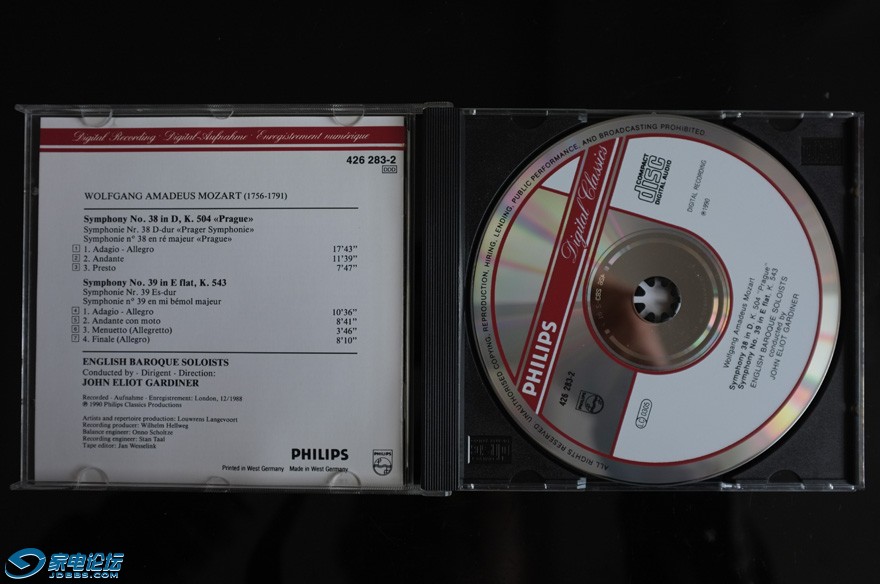 Digital Recording · Digital-Aufnahme · Enregistrement numérique
426 283-2
DDD
WOLFGANG AMADEUS MOZART (1756-1791)
Symphony No. 38 in D, K. 504 «Prague»
Symphonie Nr. 38 D-dur «Prager Symphonie»
Symphonie n° 38 en ré majeur «Prague»
1 1. Adagio - Allegro 17'43"
2 2. Andante 11'39"
3 3. Presto 7'47"
Symphony No. 39 in E flat, K. 543
Symphonie Nr. 39 Es-dur
Symphonie n° 39 en mi bémol majeur
4 1. Adagio - Allegro 10'36"
5 2. Andante con moto 8'41"
6 3. Menuetto (Allegretto) 3'46"
7 4. Finale (Allegro) 8'10"
ENGLISH BAROQUE SOLOISTS
Conducted by · Dirigent · Direction:
JOHN ELIOT GARDINER
Recorded · Aufnahme · Enregistrement: London, 12/1988
℗ 1990 Philips Classics Productions
Artists and repertoire production: Louwrens Langevoort
Recording producer: Wilhelm Hellweg
Balance engineer: Onno Scholtze
Recording engineer: Stan Taal
Tape editor: Jan Wesselink
PHILIPS
PHILIPS
Printed in West Germany Made in West Germany
ALL RIGHTS RESERVED. UNAUTHORISED COPYING, REPRODUCTION, HIRING, LENDING, PUBLIC PERFORMANCE, AND BROADCASTING PROHIBITED.
PHILIPS Digital Classics
COMPACT
disc
DIGITAL AUDIO
DIGITAL RECORDING
℗ 1990
426 283-2
PHILIPS
Wolfgang Amadeus Mozart
Symphony 38 in D, K. 504 "Prague"
Symphony No. 39 in E flat, K. 543
ENGLISH BAROQUE SOLOISTS
conducted by
JOHN ELIOT GARDINER
家电论坛
JDBBS.COM